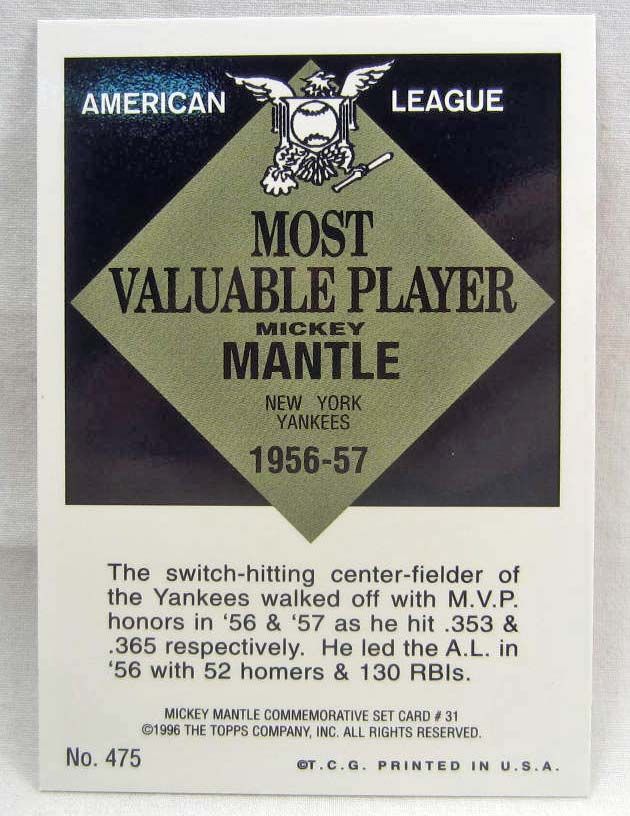 AMERICAN LEAGUE
MOST
VALUABLE PLAYER
MICKEY
MANTLE
NEW YORK
YANKEES
1956-57
The switch-hitting center-fielder of
the Yankees walked off with M.V.P.
honors in ‘56 & ‘57 as he hit .353 &
.365 respectively. He led the A.L. in
‘56 with 52 homers & 130 RBIs.
MICKEY MANTLE COMMEMORATIVE SET CARD # 31
©1996 THE TOPPS COMPANY, INC. ALL RIGHTS RESERVED.
No. 475 ©T.C.G. PRINTED IN U.S.A.